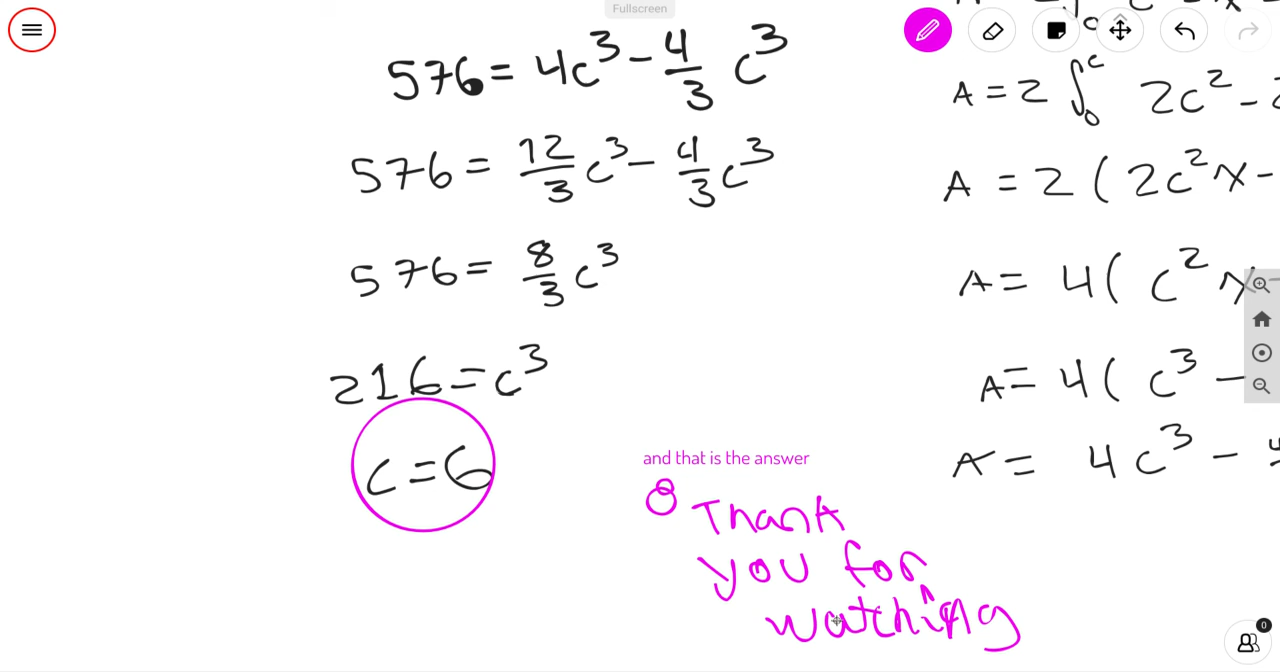 Fullscreen
576 = 4c³ - 4/3 c³
576 = 12/3 c³ - 4/3 c³
576 = 8/3 c³
216 = c³
c = 6
and that is the answer
Thank
you for
watching
A = 2 ∫₀ᶜ 2c² -
A = 2 ( 2c²x -
A = 4 ( c²x -
A = 4 ( c³ -
A = 4c³ - 4
0